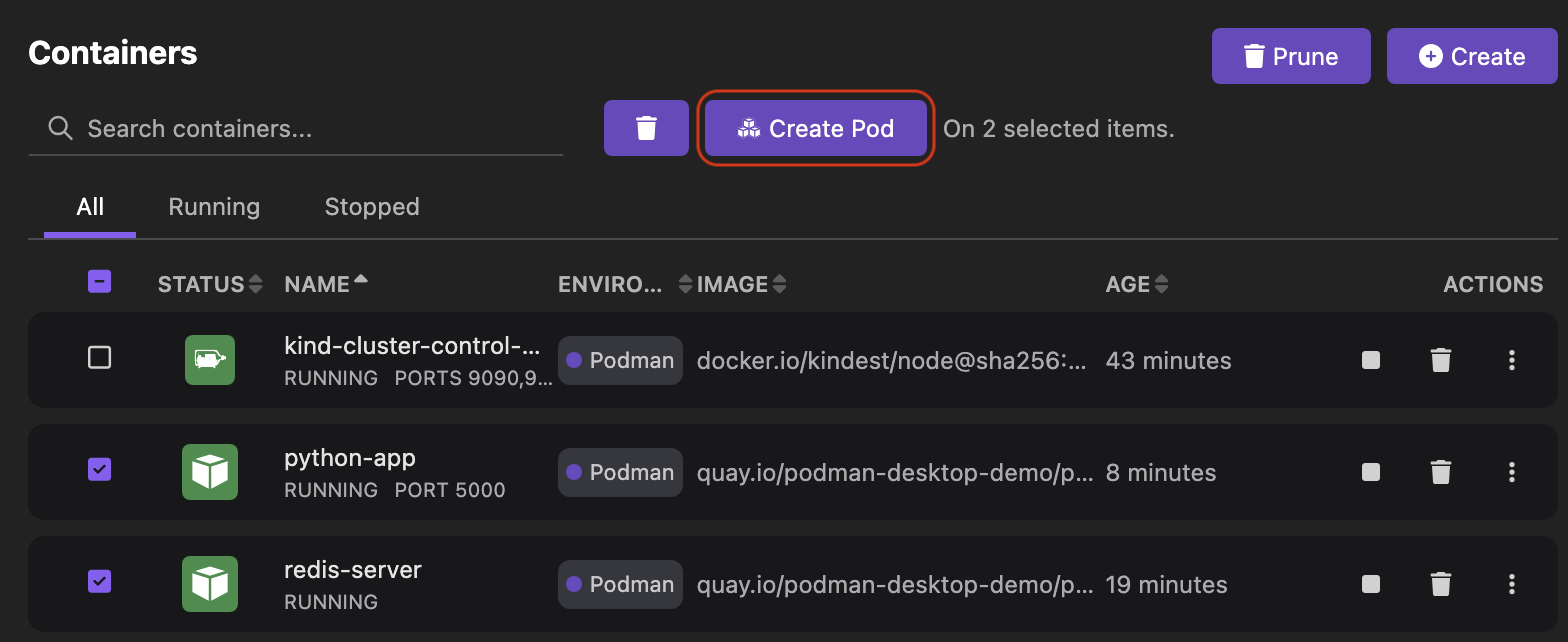 Containers
Prune
Create
Search containers...
Create Pod
On 2 selected items.
All
Running
Stopped
STATUS
NAME
ENVIRO...
IMAGE
AGE
ACTIONS
kind-cluster-control-...
RUNNING PORTS 9090,9...
Podman
docker.io/kindest/node@sha256:...
43 minutes
python-app
RUNNING PORT 5000
Podman
quay.io/podman-desktop-demo/p...
8 minutes
redis-server
RUNNING
Podman
quay.io/podman-desktop-demo/p...
19 minutes